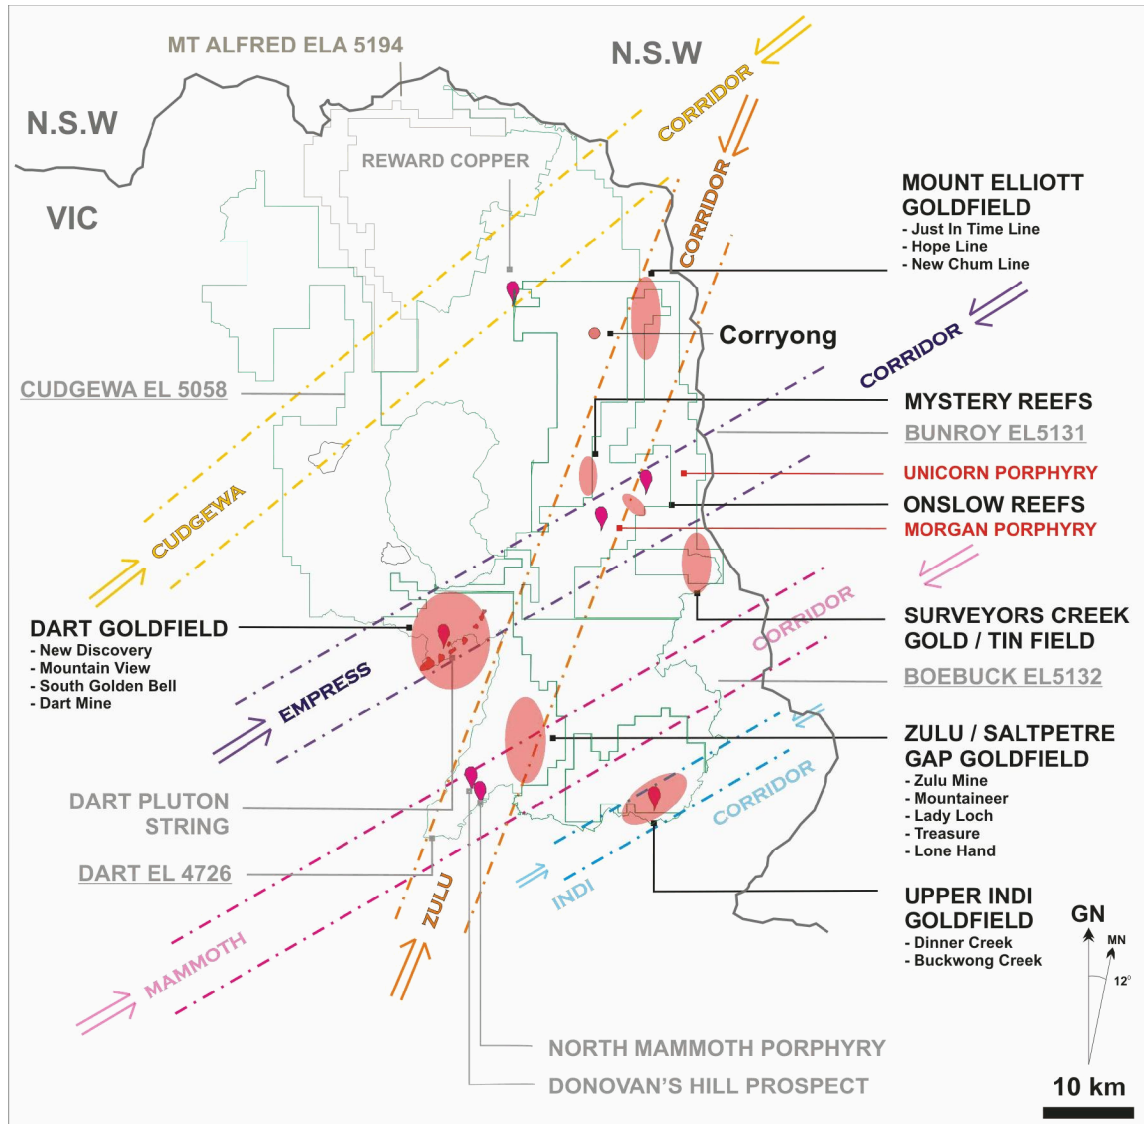 MT ALFRED ELA 5194
N.S.W
CORRIDOR
N.S.W
REWARD COPPER
CORRIDOR
VIC
MOUNT ELLIOTT
GOLDFIELD
- Just In Time Line
- Hope Line
- New Chum Line
Corryong
CORRIDOR
CUDGEWA EL 5058
MYSTERY REEFS
BUNROY EL5131
UNICORN PORPHYRY
ONSLOW REEFS
MORGAN PORPHYRY
CUDGEWA
CORRIDOR
DART GOLDFIELD
- New Discovery
- Mountain View
- South Golden Bell
- Dart Mine
SURVEYORS CREEK
GOLD / TIN FIELD
BOEBUCK EL5132
EMPRESS
ZULU / SALTPETRE
GAP GOLDFIELD
- Zulu Mine
- Mountaineer
- Lady Loch
- Treasure
- Lone Hand
CORRIDOR
DART PLUTON
STRING
DART EL 4726
ZULU
INDI
UPPER INDI
GOLDFIELD
- Dinner Creek
- Buckwong Creek
MAMMOTH
GN
MN
12°
NORTH MAMMOTH PORPHYRY
DONOVAN'S HILL PROSPECT
10 km